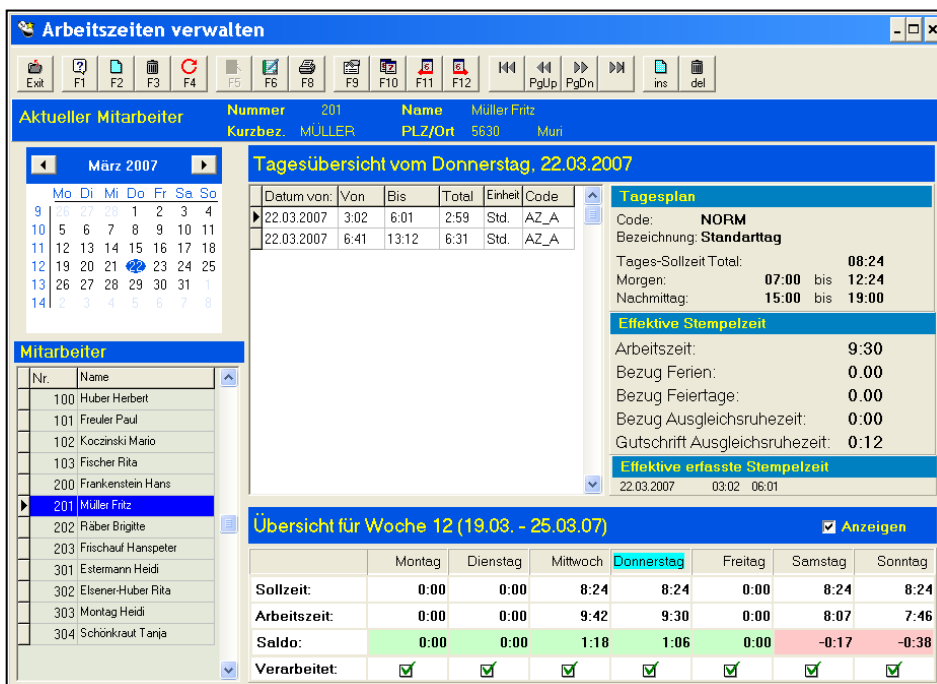 Arbeitszeiten verwalten
Exit F1 F2 F3 F4 F5 F6 F8 F9 F10 F11 F12 PgUp PgDn ins del
Aktueller Mitarbeiter
Nummer 201 Name Müller Fritz
Kurzbez. MÜLLER PLZ/Ort 5630 Muri
März 2007
Mo Di Mi Do Fr Sa So
9 26 27 28 1 2 3 4
10 5 6 7 8 9 10 11
11 12 13 14 15 16 17 18
12 19 20 21 22 23 24 25
13 26 27 28 29 30 31 1
14 2 3 4 5 6 7 8
Tagesübersicht vom Donnerstag, 22.03.2007
Datum von: Von Bis Total Einheit Code
22.03.2007 3:02 6:01 2:59 Std. AZ_A
22.03.2007 6:41 13:12 6:31 Std. AZ_A
Tagesplan
Code: NORM
Bezeichnung: Standarttag
Tages-Sollzeit Total: 08:24
Morgen: 07:00 bis 12:24
Nachmittag: 15:00 bis 19:00
Effektive Stempelzeit
Arbeitszeit: 9:30
Bezug Ferien: 0.00
Bezug Feiertage: 0.00
Bezug Ausgleichsruhezeit: 0:00
Gutschrift Ausgleichsruhezeit: 0:12
Effektive erfasste Stempelzeit
22.03.2007 03:02 06:01
Mitarbeiter
Nr. Name
100 Huber Herbert
101 Freuler Paul
102 Koczinski Mario
103 Fischer Rita
200 Frankenstein Hans
201 Müller Fritz
202 Räber Brigitte
203 Frischauf Hanspeter
301 Estermann Heidi
302 Elsener-Huber Rita
303 Montag Heidi
304 Schönkraut Tanja
Übersicht für Woche 12 (19.03. - 25.03.07)
Anzeigen
Montag Dienstag Mittwoch Donnerstag Freitag Samstag Sonntag
Sollzeit: 0:00 0:00 8:24 8:24 0:00 8:24 8:24
Arbeitszeit: 0:00 0:00 9:42 9:30 0:00 8:07 7:46
Saldo: 0:00 0:00 1:18 1:06 0:00 -0:17 -0:38
Verarbeitet: